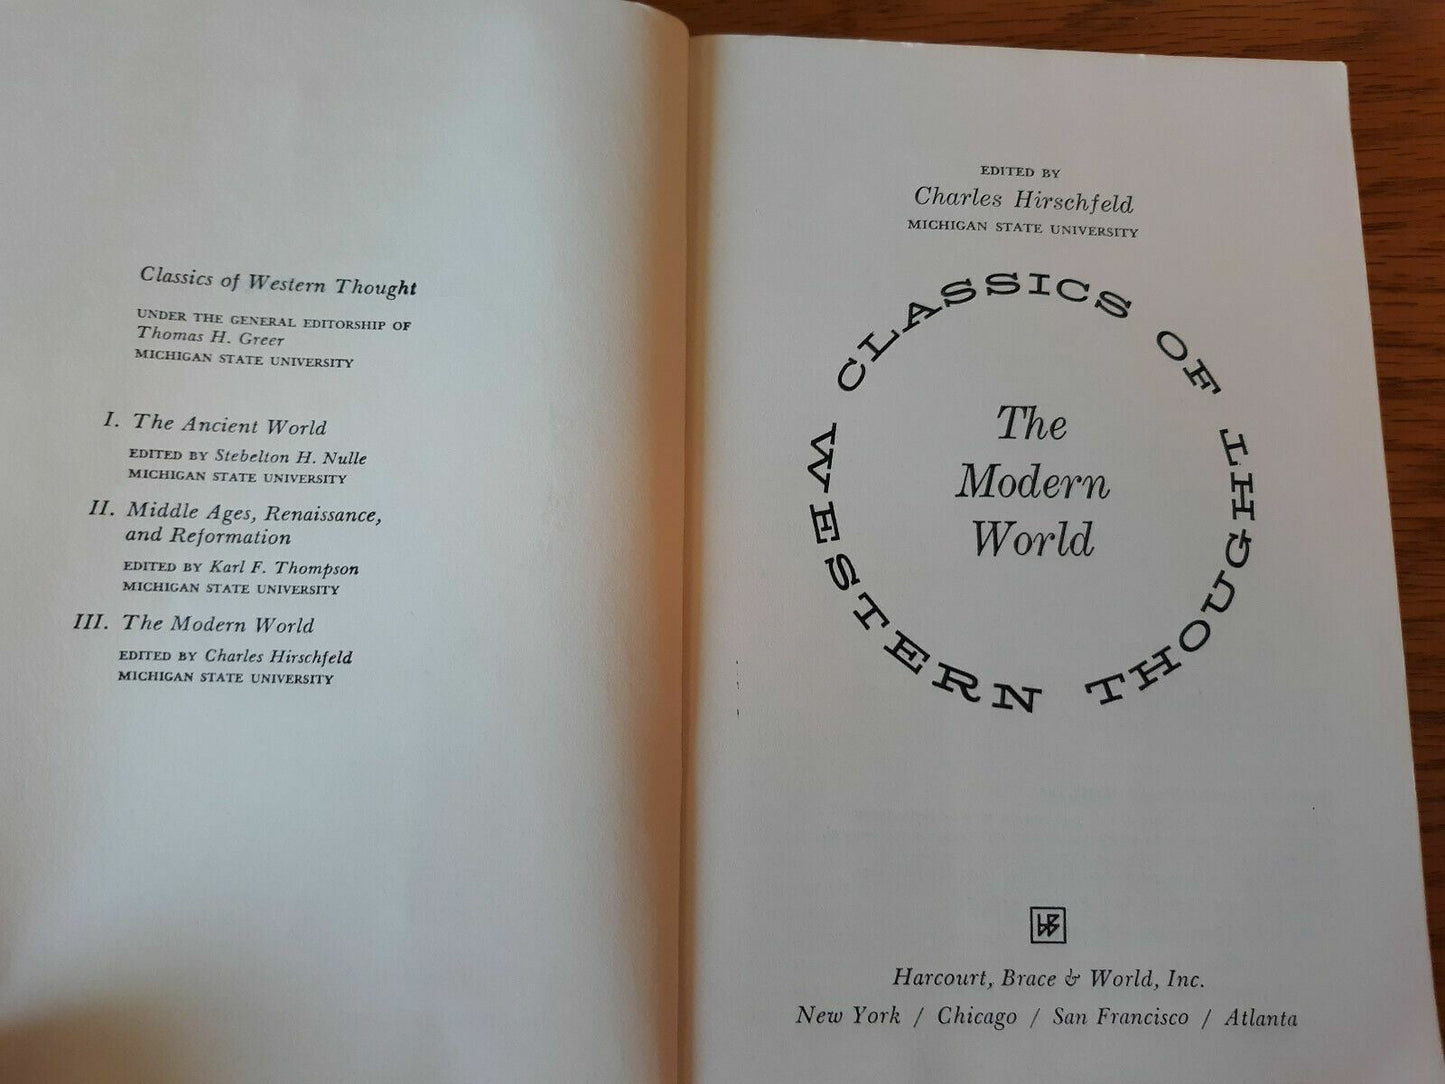 Classics of Western Thought
UNDER THE GENERAL EDITORSHIP OF
Thomas H. Greer
MICHIGAN STATE UNIVERSITY
I. The Ancient World
EDITED BY Stebelton H. Nulle
MICHIGAN STATE UNIVERSITY
II. Middle Ages, Renaissance,
and Reformation
EDITED BY Karl F. Thompson
MICHIGAN STATE UNIVERSITY
III. The Modern World
EDITED BY Charles Hirschfeld
MICHIGAN STATE UNIVERSITY
EDITED BY
Charles Hirschfeld
MICHIGAN STATE UNIVERSITY
CLASSICS OF
WESTERN THOUGHT
The
Modern
World
Harcourt, Brace & World, Inc.
New York / Chicago / San Francisco / Atlanta